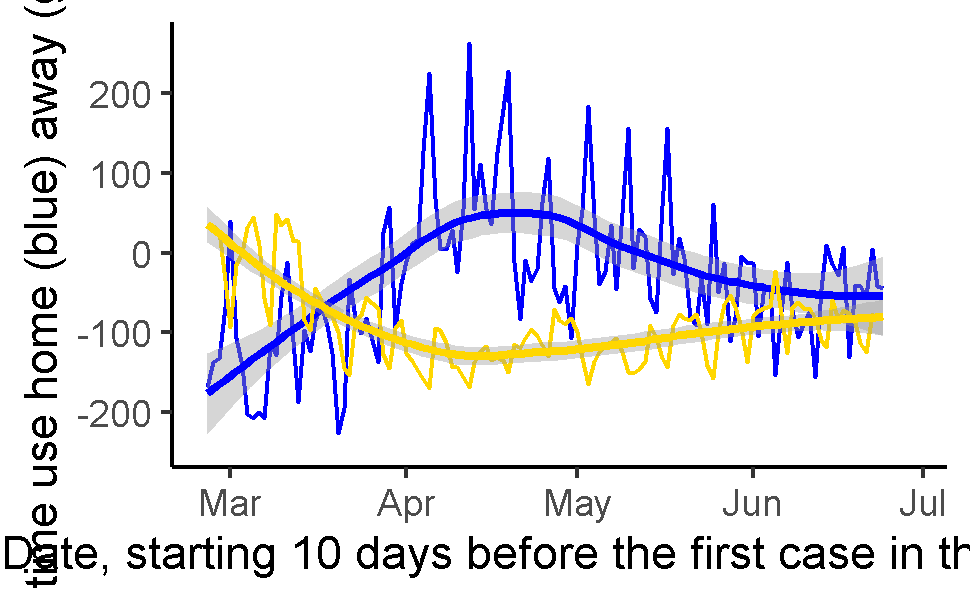 time use home (blue) away (
200
100
0
-100
-200
Mar Apr May Jun Jul
Date, starting 10 days before the first case in th